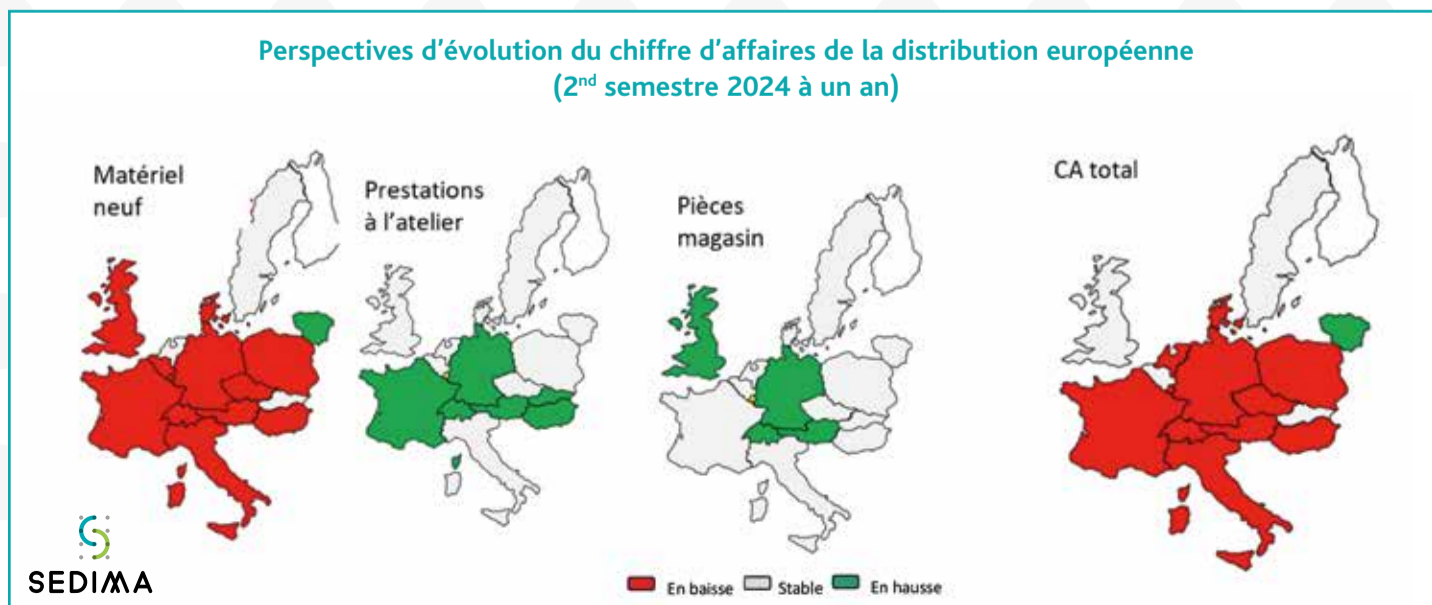 Perspectives d'évolution du chiffre d'affaires de la distribution européenne
(2nd semestre 2024 à un an)
Matériel
neuf
Prestations
à l'atelier
Pièces
magasin
CA total
SEDIMA
En baisse
Stable
En hausse